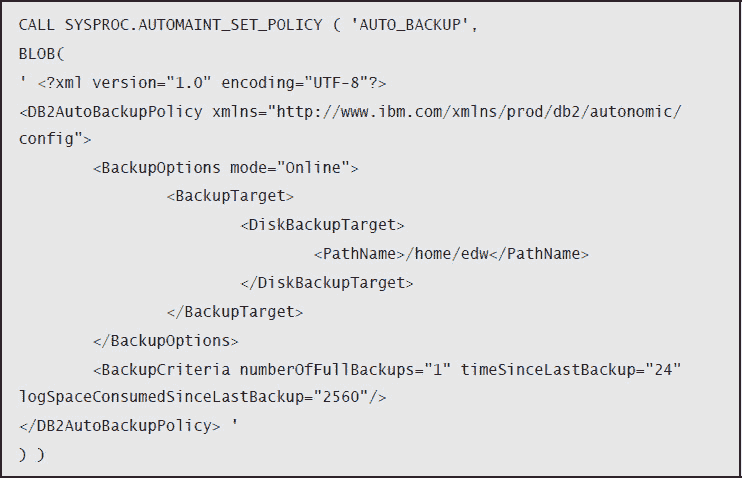 CALL SYSPROC.AUTOMAINT_SET_POLICY ( 'AUTO_BACKUP',
BLOB(
' <?xml version="1.0" encoding="UTF-8"?>
<DB2AutoBackupPolicy xmlns="http://www.ibm.com/xmlns/prod/db2/autonomic/
config">
<BackupOptions mode="Online">
<BackupTarget>
<DiskBackupTarget>
<PathName>/home/edw</PathName>
</DiskBackupTarget>
</BackupTarget>
</BackupOptions>
<BackupCriteria numberOfFullBackups="1" timeSinceLastBackup="24"
logSpaceConsumedSinceLastBackup="2560"/>
</DB2AutoBackupPolicy> '
) )